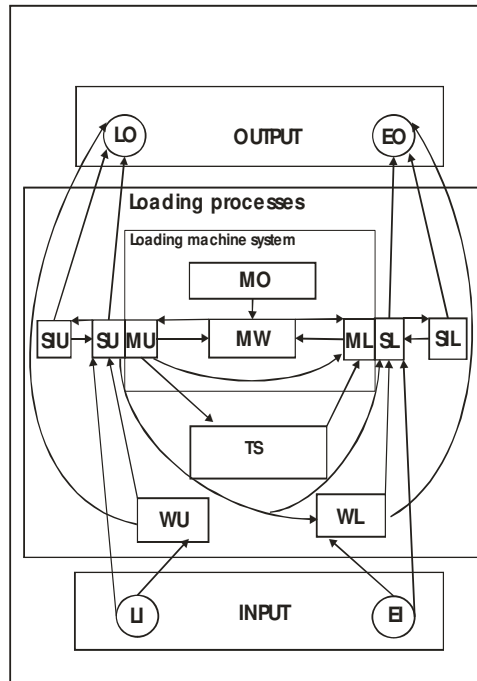 LO OUTPUT EO
Loading processes
Loading machine system
MO
SIU SU MU MW ML SL SIL
TS
WU WL
LI INPUT EI